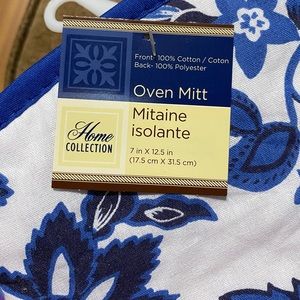 Front- 100% Cotton / Coton
Back- 100% Polyester
Oven Mitt
Mitaine
isolante
7 in X 12.5 in
(17.5 cm X 31.5 cm)
Home
COLLECTION